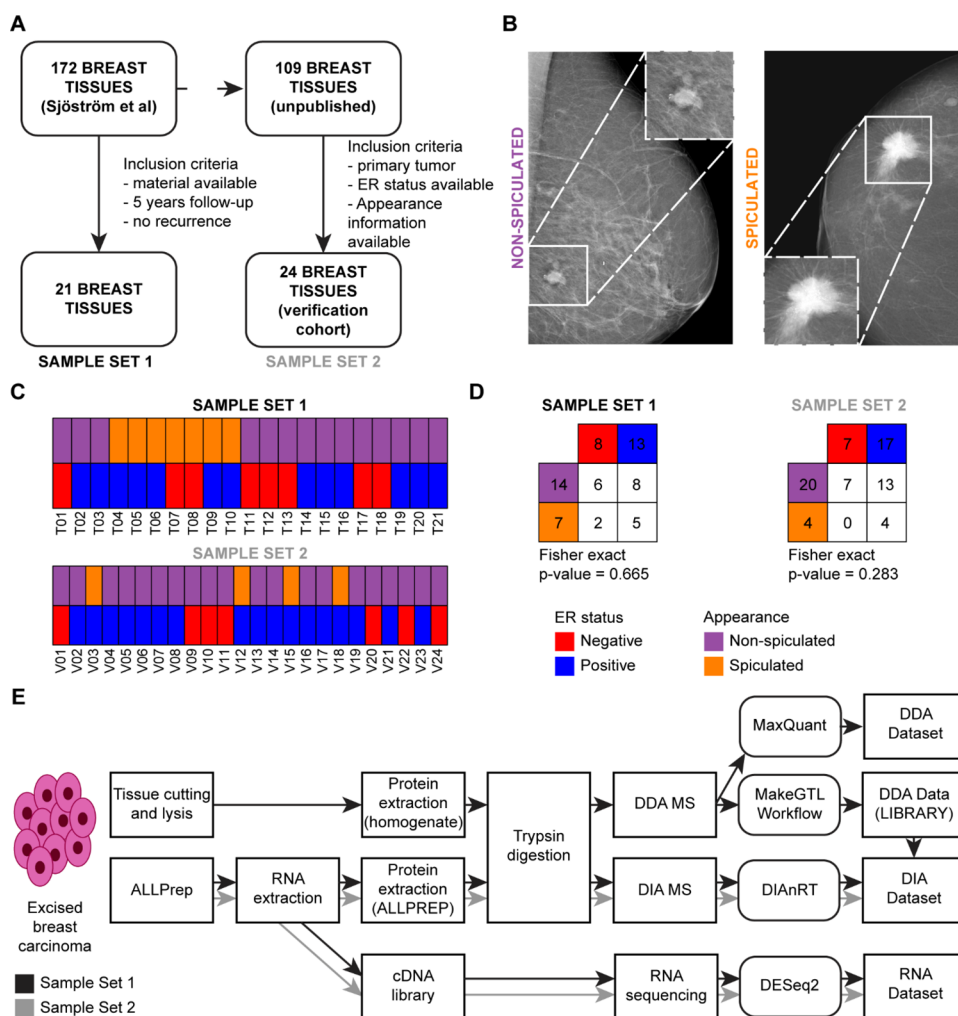 A
172 BREAST
TISSUES
(Sjöström et al)
109 BREAST
TISSUES
(unpublished)
Inclusion criteria
- material available
- 5 years follow-up
- no recurrence
Inclusion criteria
- primary tumor
- ER status available
- Appearance
information
available
21 BREAST
TISSUES
24 BREAST
TISSUES
(verification
cohort)
SAMPLE SET 1
SAMPLE SET 2
B
NON-SPICULATED
SPICULATED
C
SAMPLE SET 1
T01 T02 T03 T04 T05 T06 T07 T08 T09 T10 T11 T12 T13 T14 T15 T16 T17 T18 T19 T20 T21
SAMPLE SET 2
V01 V02 V03 V04 V05 V06 V07 V08 V09 V10 V11 V12 V13 V14 V15 V16 V17 V18 V19 V20 V21 V22 V23 V24
D
SAMPLE SET 1
8 13
14 6 8
7 2 5
Fisher exact
p-value = 0.665
SAMPLE SET 2
7 17
20 7 13
4 0 4
Fisher exact
p-value = 0.283
ER status
Negative
Positive
Appearance
Non-spiculated
Spiculated
E
Excised
breast
carcinoma
Sample Set 1
Sample Set 2
Tissue cutting
and lysis
Protein
extraction
(homogenate)
Trypsin
digestion
DDA MS
MaxQuant
DDA
Dataset
MakeGTL
Workflow
DDA Data
(LIBRARY)
ALLPrep
RNA
extraction
Protein
extraction
(ALLPREP)
DIA MS
DIAnRT
DIA
Dataset
cDNA
library
RNA
sequencing
DESeq2
RNA
Dataset